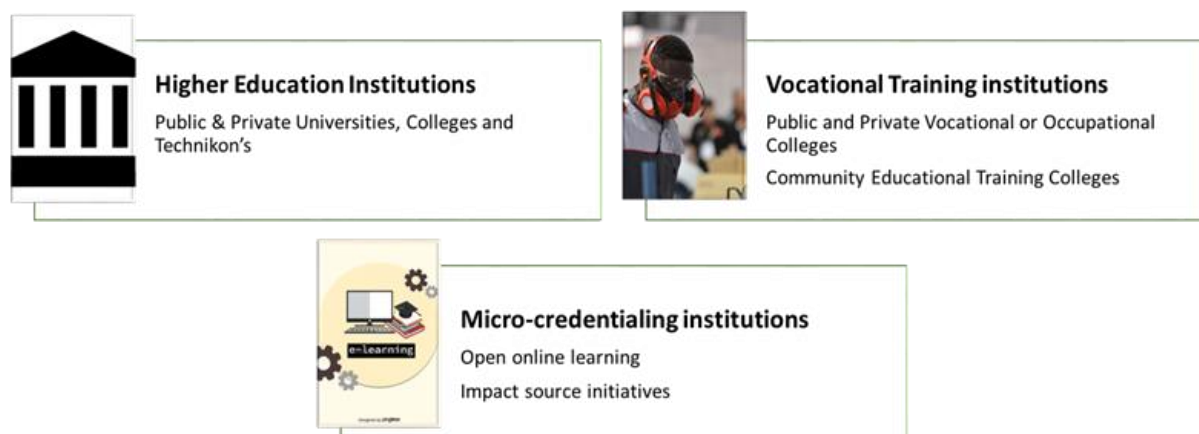 Higher Education Institutions
Public & Private Universities, Colleges and
Technikon's
Vocational Training institutions
Public and Private Vocational or Occupational
Colleges
Community Educational Training Colleges
e-learning
Micro-credentialing institutions
Open online learning
Impact source initiatives